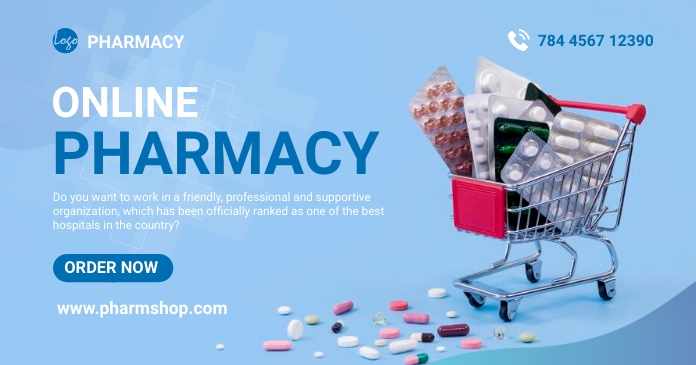 Logo PHARMACY
784 4567 12390
ONLINE
PHARMACY
Do you want to work in a friendly, professional and supportive
organization, which has been officially ranked as one of the best
hospitals in the country?
ORDER NOW
www.pharmshop.com